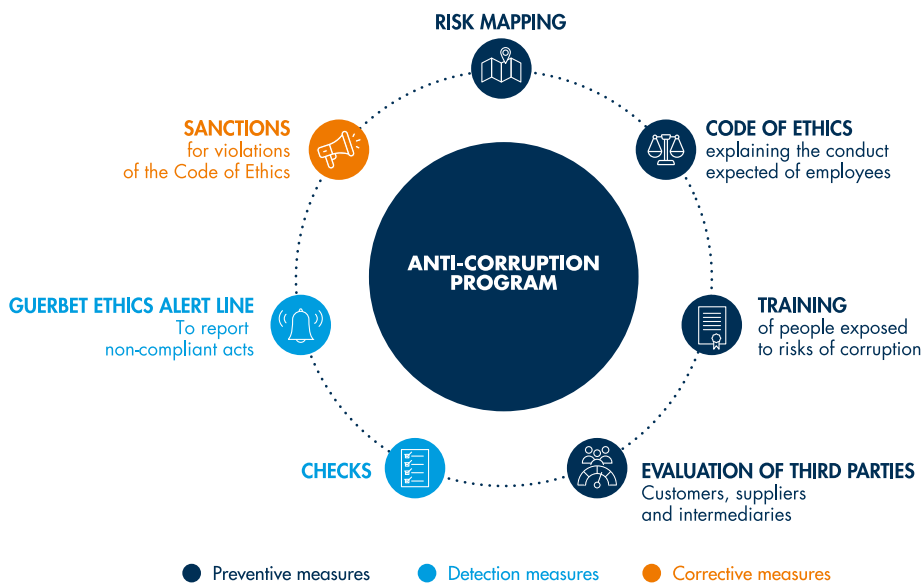 RISK MAPPING
CODE OF ETHICS
explaining the conduct
expected of employees
TRAINING
of people exposed
to risks of corruption
EVALUATION OF THIRD PARTIES
Customers, suppliers
and intermediaries
CHECKS
GUERBET ETHICS ALERT LINE
To report
non-compliant acts
SANCTIONS
for violations
of the Code of Ethics
ANTI-CORRUPTION
PROGRAM
Preventive measures
Detection measures
Corrective measures